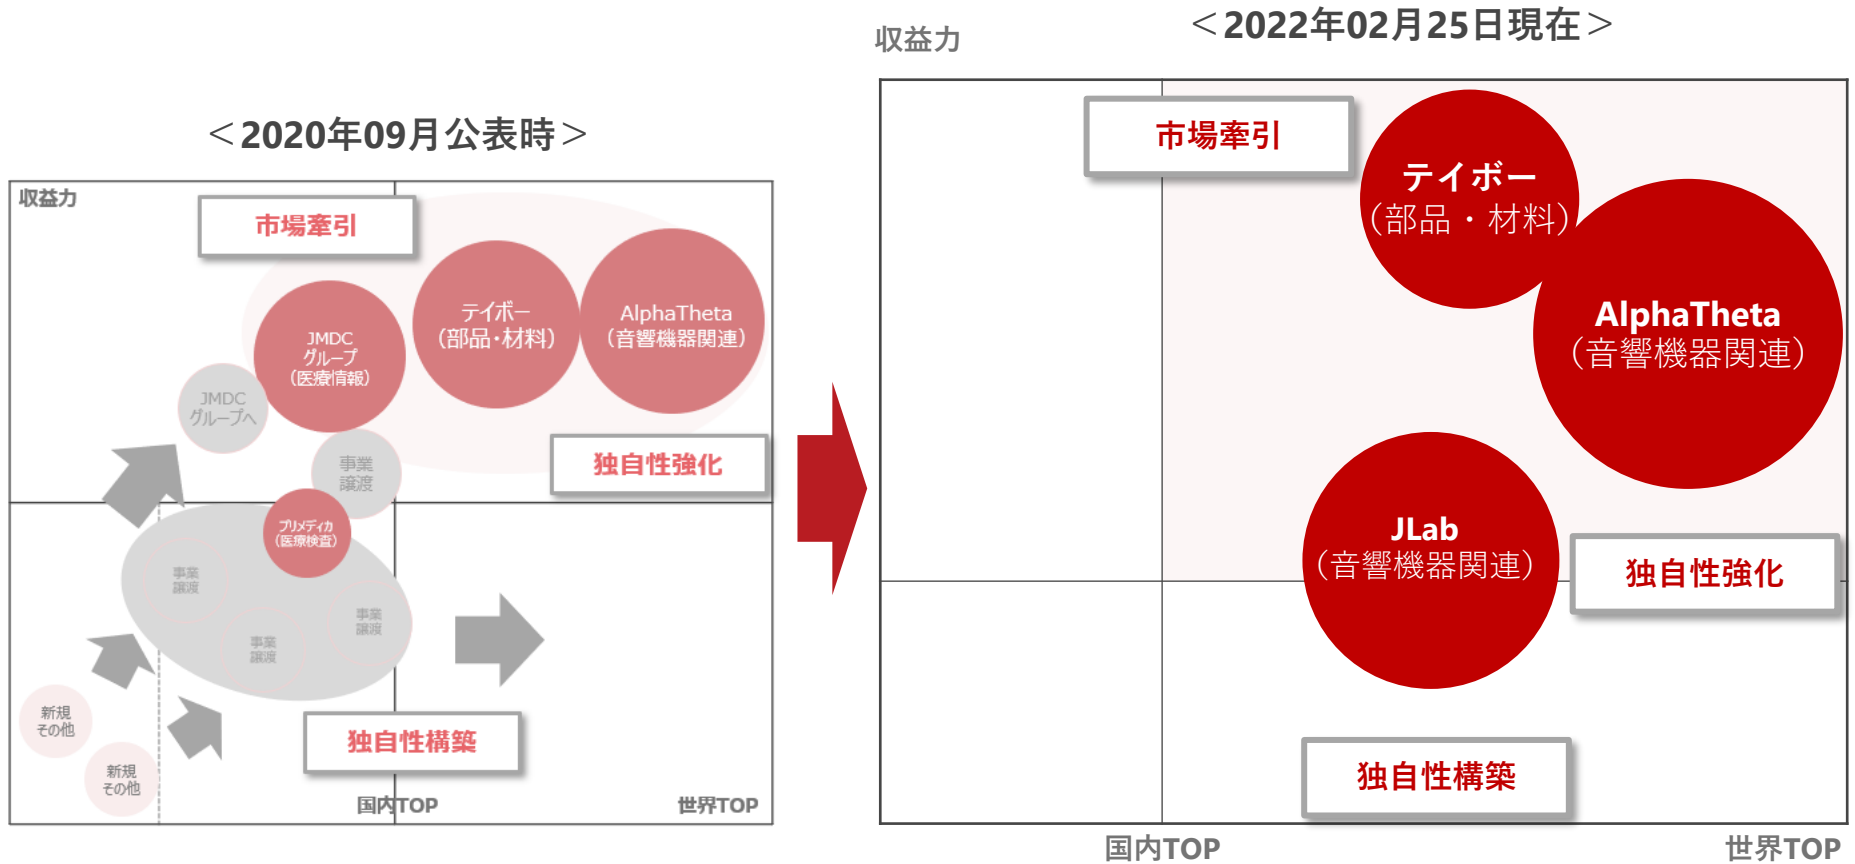 ＜2020年09月公表時＞
収益力
市場牽引
テイボー
（部品・材料）
AlphaTheta
（音響機器関連）
JMDC
グループ
（医療情報）
JMDC
グループへ
独自性強化
事業
譲渡
プリメディカ
（医療検査）
事業
譲渡
事業
譲渡
事業
譲渡
新規
その他
新規
その他
独自性構築
国内TOP
世界TOP
＜2022年02月25日現在＞
収益力
市場牽引
テイボー
（部品・材料）
AlphaTheta
（音響機器関連）
JLab
（音響機器関連）
独自性強化
独自性構築
国内TOP
世界TOP